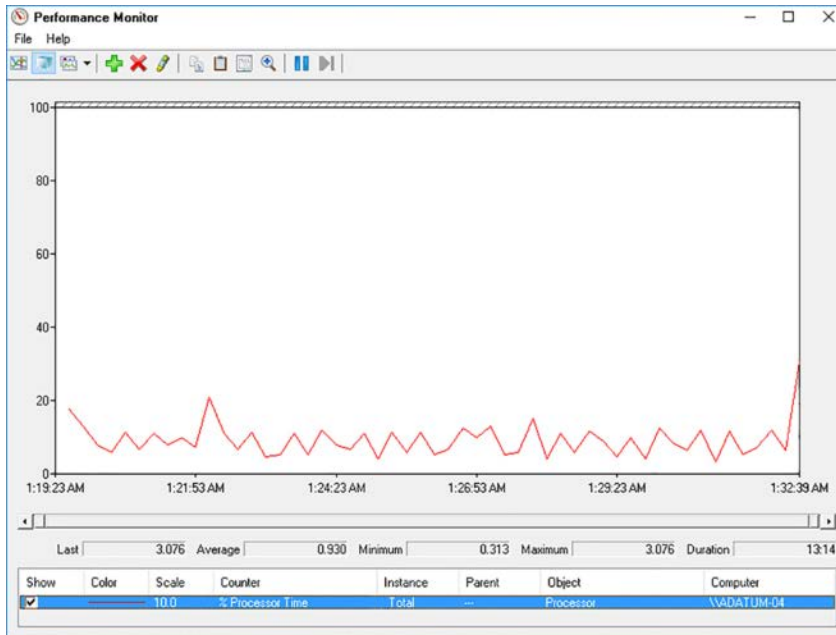 Performance Monitor
File Help
100
80
60
40
20
0
1:19:23 AM 1:21:53 AM 1:24:23 AM 1:26:53 AM 1:29:23 AM 1:32:39 AM
Last 3.076 Average 0.930 Minimum 0.313 Maximum 3.076 Duration 13:14
Show Color Scale Counter Instance Parent Object Computer
10.0 % Processor Time _Total --- Processor \\ADATUM-04